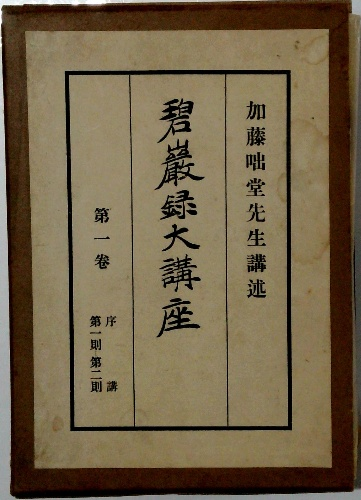 加藤咄堂先生講述
碧巖録大講座
第一卷
序講
第一則第二則